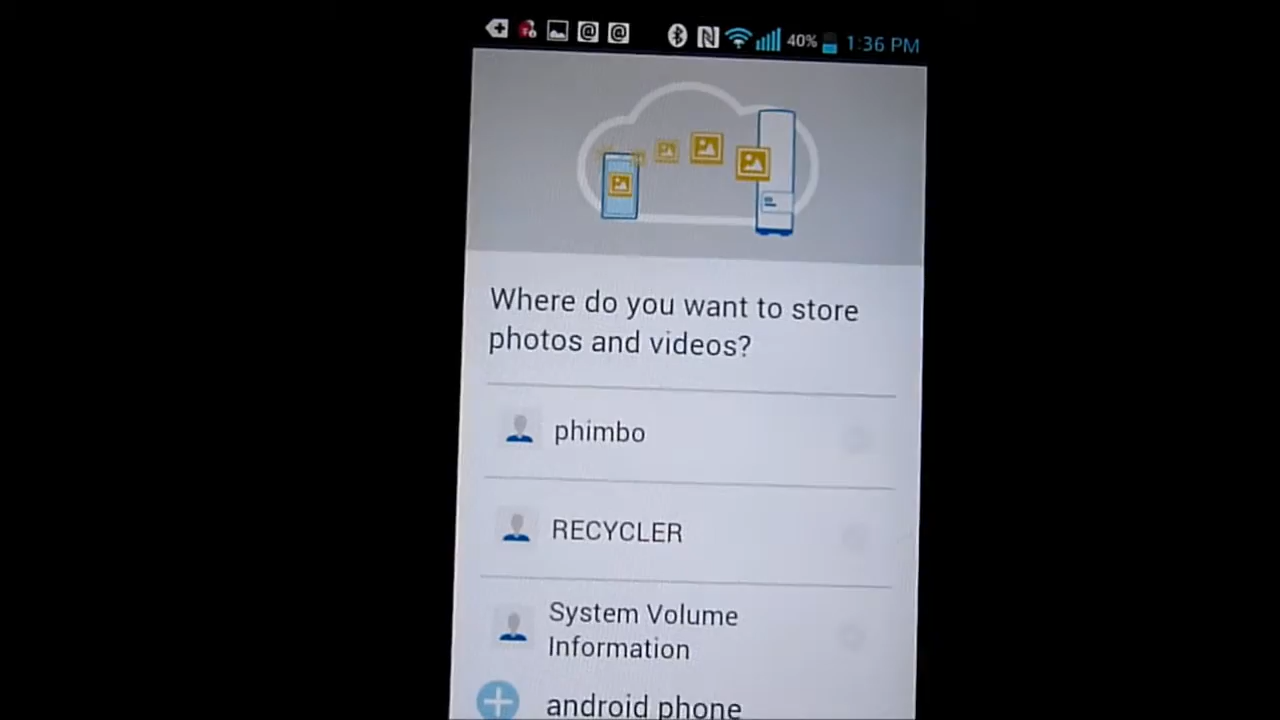 40% 1:36 PM
Where do you want to store
photos and videos?
phimbo
RECYCLER
System Volume
Information
android phone